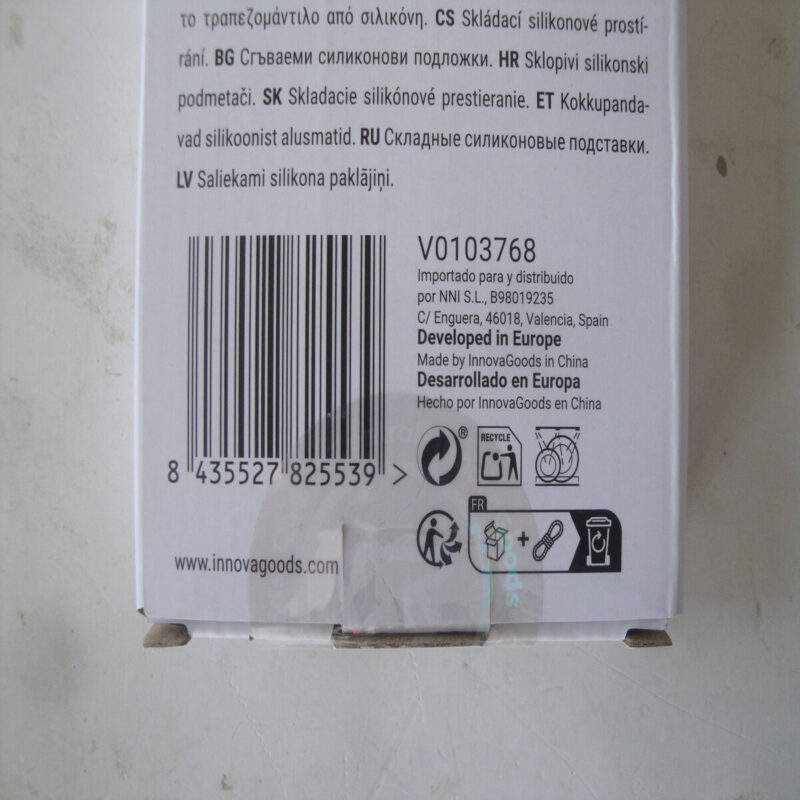 το τραπεζομάντιλο από σιλικόνη. CS Skládací silikonové prostí-
rání. BG Сгъваеми силиконови подложки. HR Sklopivi silikonski
podmetači. SK Skladacie silikónové prestieranie. ET Kokkupanda-
vad silikoonist alusmatid. RU Складные силиконовые подставки.
LV Saliekami silikona paklājiņi.
V0103768
Importado para y distribuido
por NNI S.L., B98019235
C/ Enguera, 46018, Valencia, Spain
Developed in Europe
Made by InnovaGoods in China
Desarrollado en Europa
Hecho por InnovaGoods en China
8 435527 825539 >
®
RECYCLE
FR
+
www.innovagoods.com